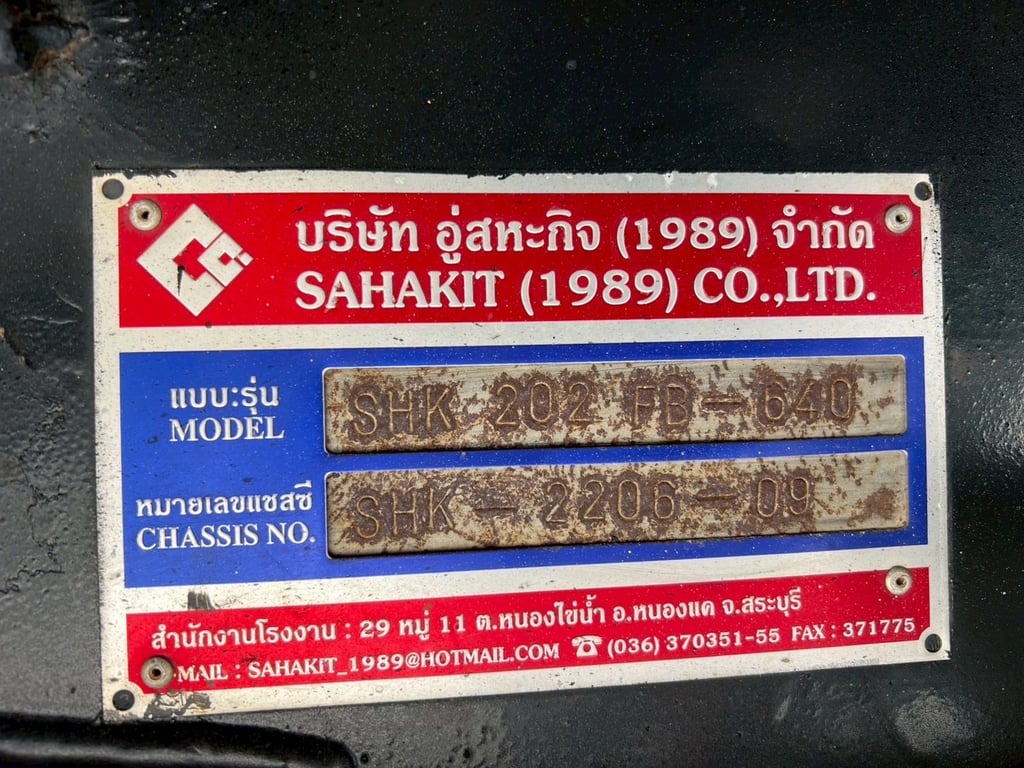 บริษัท อู่สหะกิจ (1989) จำกัด
SAHAKIT (1989) CO.,LTD.
แบบ:รุ่น
MODEL
SHK 202 FB-640
หมายเลขแชสซี
CHASSIS NO.
SHK-2206-09
สำนักงานโรงงาน : 29 หมู่ 11 ต.หนองไข่น้ำ อ.หนองแค จ.สระบุรี
-MAIL : SAHAKIT_1989@HOTMAIL.COM ☎ (036) 370351-55 FAX : 371775